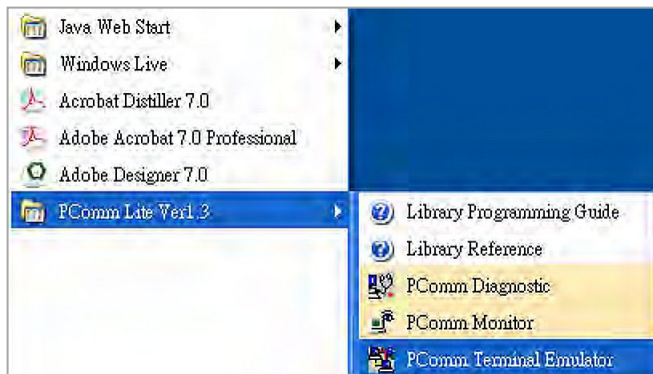 Java Web Start
Windows Live
Acrobat Distiller 7.0
Adobe Acrobat 7.0 Professional
Adobe Designer 7.0
PComm Lite Ver1.3
Library Programming Guide
Library Reference
PComm Diagnostic
PComm Monitor
PComm Terminal Emulator